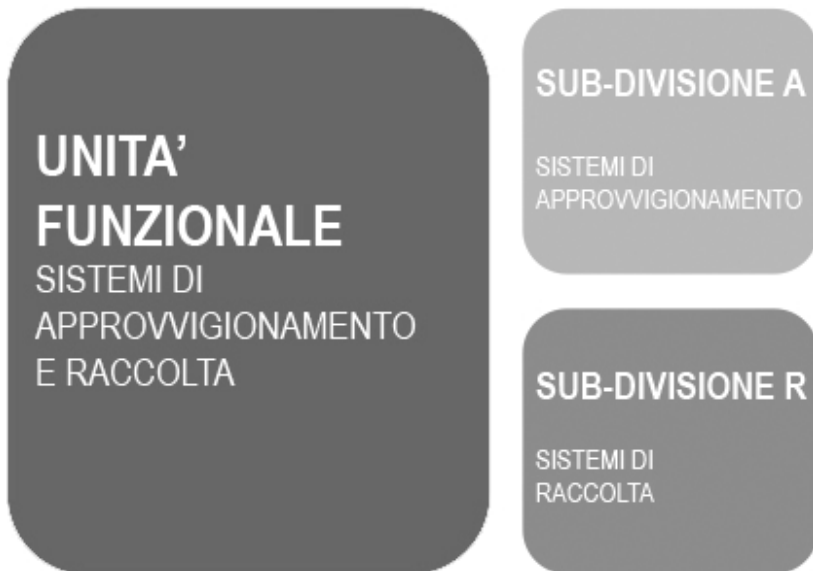 UNITA’
FUNZIONALE
SISTEMI DI
APPROVVIGIONAMENTO
E RACCOLTA
SUB-DIVISIONE A
SISTEMI DI
APPROVVIGIONAMENTO
SUB-DIVISIONE R
SISTEMI DI
RACCOLTA